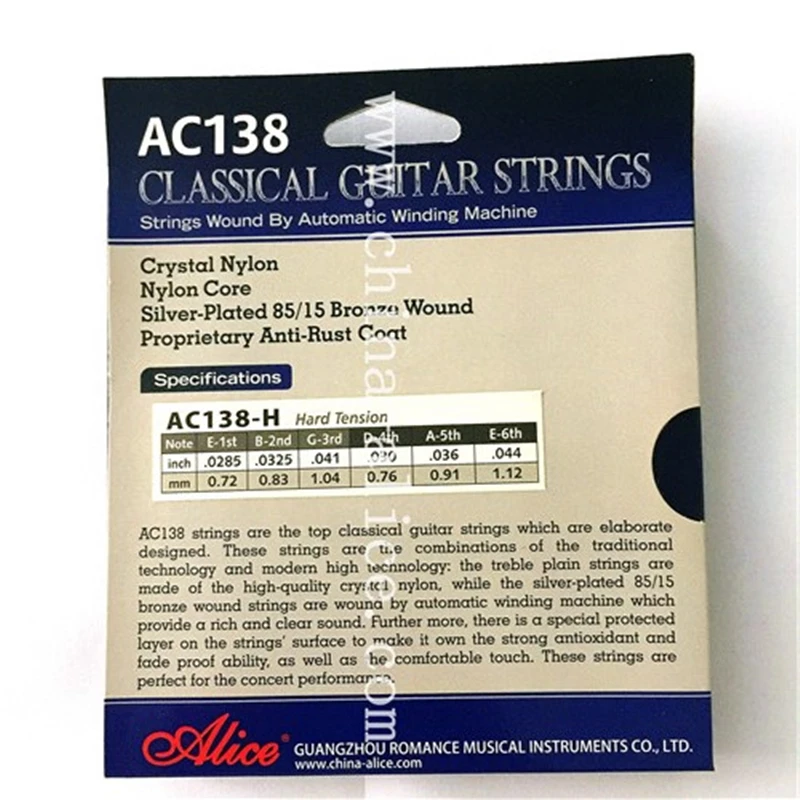 AC138
CLASSICAL GUITAR STRINGS
Strings Wound By Automatic Winding Machine
Crystal Nylon
Nylon Core
Silver-Plated 85/15 Bronze Wound
Proprietary Anti-Rust Coat
Specifications
AC138-H Hard Tension
Note E-1st B-2nd G-3rd D-4th A-5th E-6th
inch .0285 .0325 .041 .030 .036 .044
mm 0.72 0.83 1.04 0.76 0.91 1.12
AC138 strings are the top classical guitar strings which are elaborate
designed. These strings are the combinations of the traditional
technology and modern high technology: the treble plain strings are
made of the high-quality crystal nylon, while the silver-plated 85/15
bronze wound strings are wound by automatic winding machine which
provide a rich and clear sound. Further more, there is a special protected
layer on the strings' surface to make it own the strong antioxidant and
fade proof ability, as well as the comfortable touch. These strings are
perfect for the concert performance.
Alice® GUANGZHOU ROMANCE MUSICAL INSTRUMENTS CO., LTD.
www.china-alice.com
www.china-alice.com